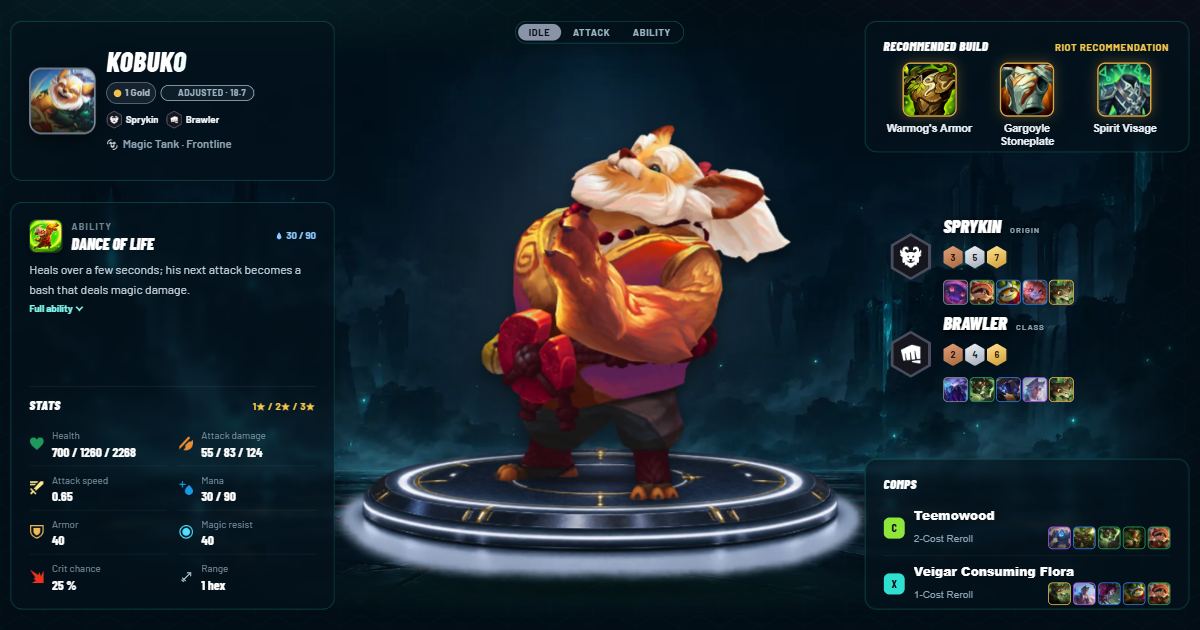 KOBUKO
1 Gold
ADJUSTED · 18.7
Sprykin
Brawler
Magic Tank · Frontline
ABILITY
DANCE OF LIFE
30 / 90
Heals over a few seconds; his next attack becomes a
bash that deals magic damage.
Full ability
STATS
1★ / 2★ / 3★
Health
700 / 1260 / 2268
Attack damage
55 / 83 / 124
Attack speed
0.65
Mana
30 / 90
Armor
40
Magic resist
40
Crit chance
25 %
Range
1 hex
IDLE
ATTACK
ABILITY
RECOMMENDED BUILD
RIOT RECOMMENDATION
Warmog's Armor
Gargoyle
Stoneplate
Spirit Visage
SPRYKIN
ORIGIN
3
5
7
BRAWLER
CLASS
2
4
6
COMPS
C
Teemowood
2-Cost Reroll
X
Veigar Consuming Flora
1-Cost Reroll